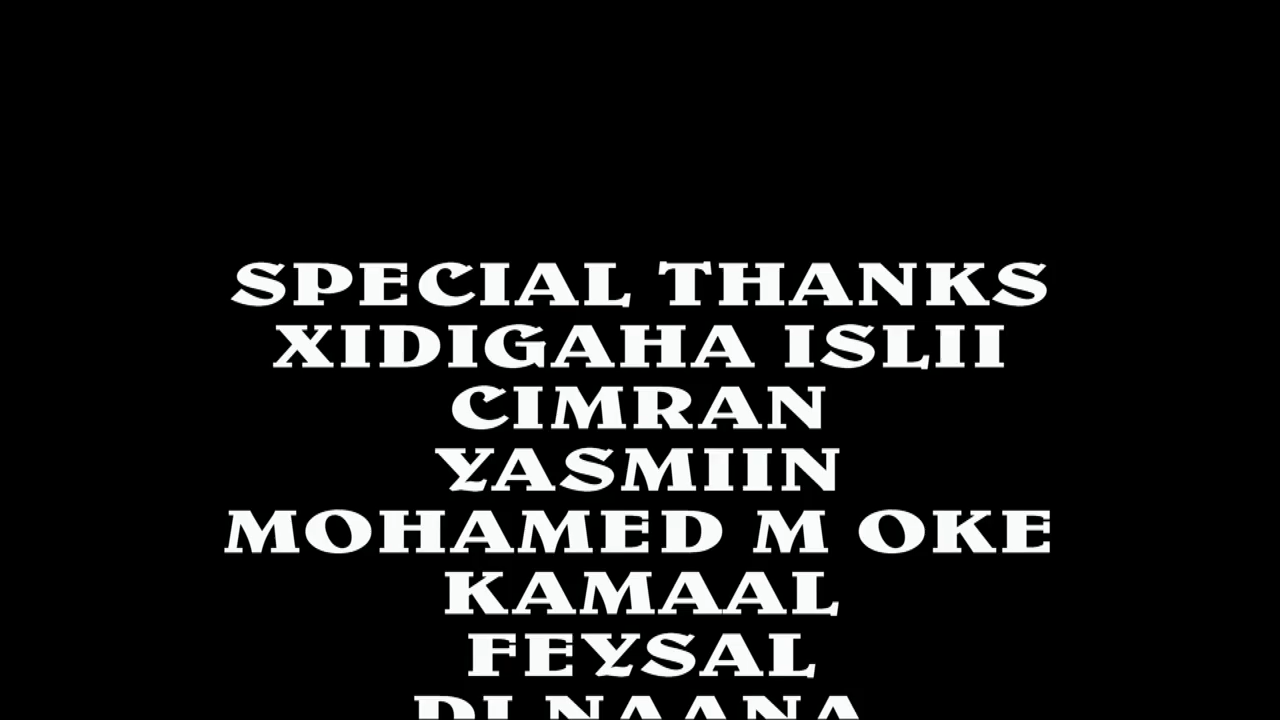 SPECIAL THANKS
XIDIGAHA ISLII
CIMRAN
YASMIIN
MOHAMED M OKE
KAMAAL
FEYSAL